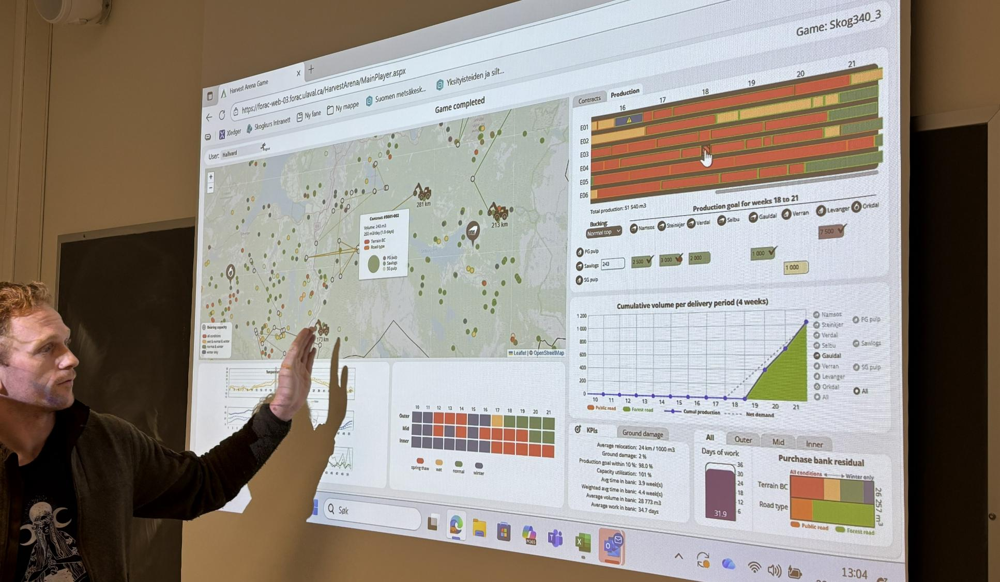 Game: Skog340_3
Harvest Arena Game
https://forac-web-03.forac.ulaval.ca/HarvestArena/MainPlayer.aspx
Xledger
Skogkurs Intranett
Ny fane
Ny mappe
Suomen metsäkesk...
Yksityisteiden ja silt...
User: Hallvard
Game completed
Contracts
Production
16 17 18 19 20 21
E01
E02
E03
E04
E05
E06
281 km
213 km
173 km
Contract #5001-002
Volume: 243 m3
250 m3/day (1.0 days)
Terrain BC
Road type
PG pulp
Sawlogs
SG pulp
Bearing capacity
all conditions
wet & normal & winter
normal & winter
winter only
Leaflet | © OpenStreetMap
Total production: 51 540 m3
Production goal for weeks 18 to 21
Bucking:
Normal top
Namsos
Steinkjer
Verdal
Selbu
Gauldal
Verran
Levanger
Orkdal
7 500
PG pulp
Sawlogs 243 2 500 3 000 2 000 1 000
1 000
SG pulp
Cumulative volume per delivery period (4 weeks)
1 200
1 000
800
600
400
200
0
10 11 12 13 14 15 16 17 18 19 20 21
Public road
Forest road
Cumul production
Net demand
Namsos
Steinkjer
Verdal
Selbu
Gauldal
Verran
Levanger
Orkdal
All
PG pulp
Sawlogs
SG pulp
All
10 11 12 13 14 15 16 17 18 19 20 21
Outer
Mid
Inner
spring thaw
wet
normal
winter
KPIs
Ground damage
Average relocation: 24 km / 1000 m3
Ground damage: 2 %
Production goal within 10 %: 98.0 %
Capacity utilization: 101 %
Avg time in bank: 3.9 week(s)
Weighted avg time in bank: 4.4 week(s)
Average volume in bank: 28 773 m3
Average work in bank: 34.7 days
All
Outer
Mid
Inner
Days of work
36
30
24
18
12
6
31.9
Purchase bank residual
All conditions
Winter only
Terrain BC
Road type
26 257 m3
Public road
Forest road
Søk
M365
13:04